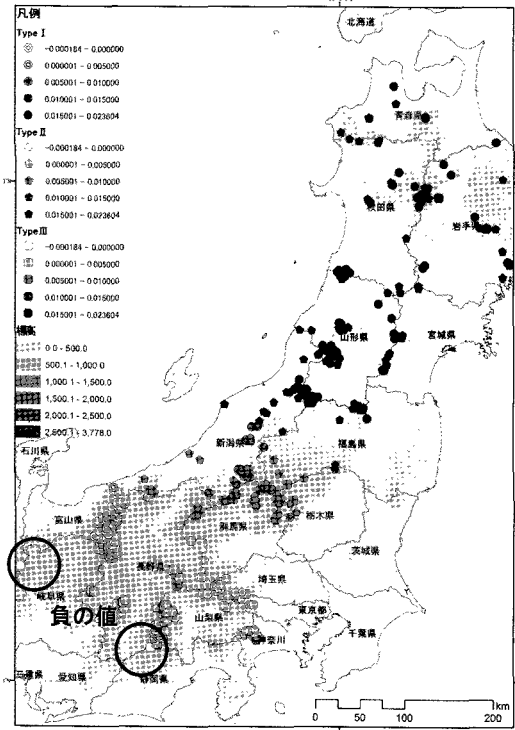 凡例
Type Ⅰ
-0.000184 - 0.000000
0.000001 - 0.005000
0.005001 - 0.010000
0.010001 - 0.015000
0.015001 - 0.023604
Type Ⅱ
-0.000184 - 0.000000
0.000001 - 0.005000
0.005001 - 0.010000
0.010001 - 0.015000
0.015001 - 0.023604
Type Ⅲ
-0.000184 - 0.000000
0.000001 - 0.005000
0.005001 - 0.010000
0.010001 - 0.015000
0.015001 - 0.023604
標高
0.0 - 500.0
500.1 - 1,000.0
1,000.1 - 1,500.0
1,500.1 - 2,000.0
2,000.1 - 2,500.0
2,500.1 - 3,778.0
北海道
青森県
秋田県
岩手県
山形県
宮城県
新潟県
福島県
石川県
富山県
群馬県
栃木県
茨城県
長野県
岐阜県
埼玉県
負の値
山梨県
東京都
千葉県
神奈川
三重県
愛知県
静岡県
km
0 50 100 200